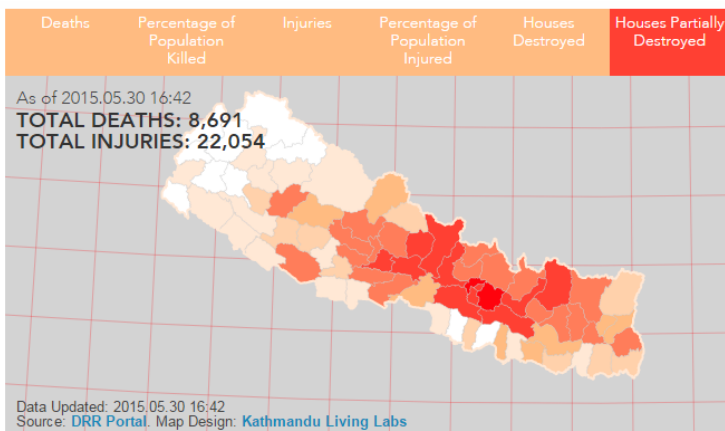 Deaths
Percentage of
Population
Killed
Injuries
Percentage of
Population
Injured
Houses
Destroyed
Houses Partially
Destroyed
As of 2015.05.30 16:42
TOTAL DEATHS: 8,691
TOTAL INJURIES: 22,054
Data Updated: 2015.05.30 16:42
Source: DRR Portal. Map Design: Kathmandu Living Labs